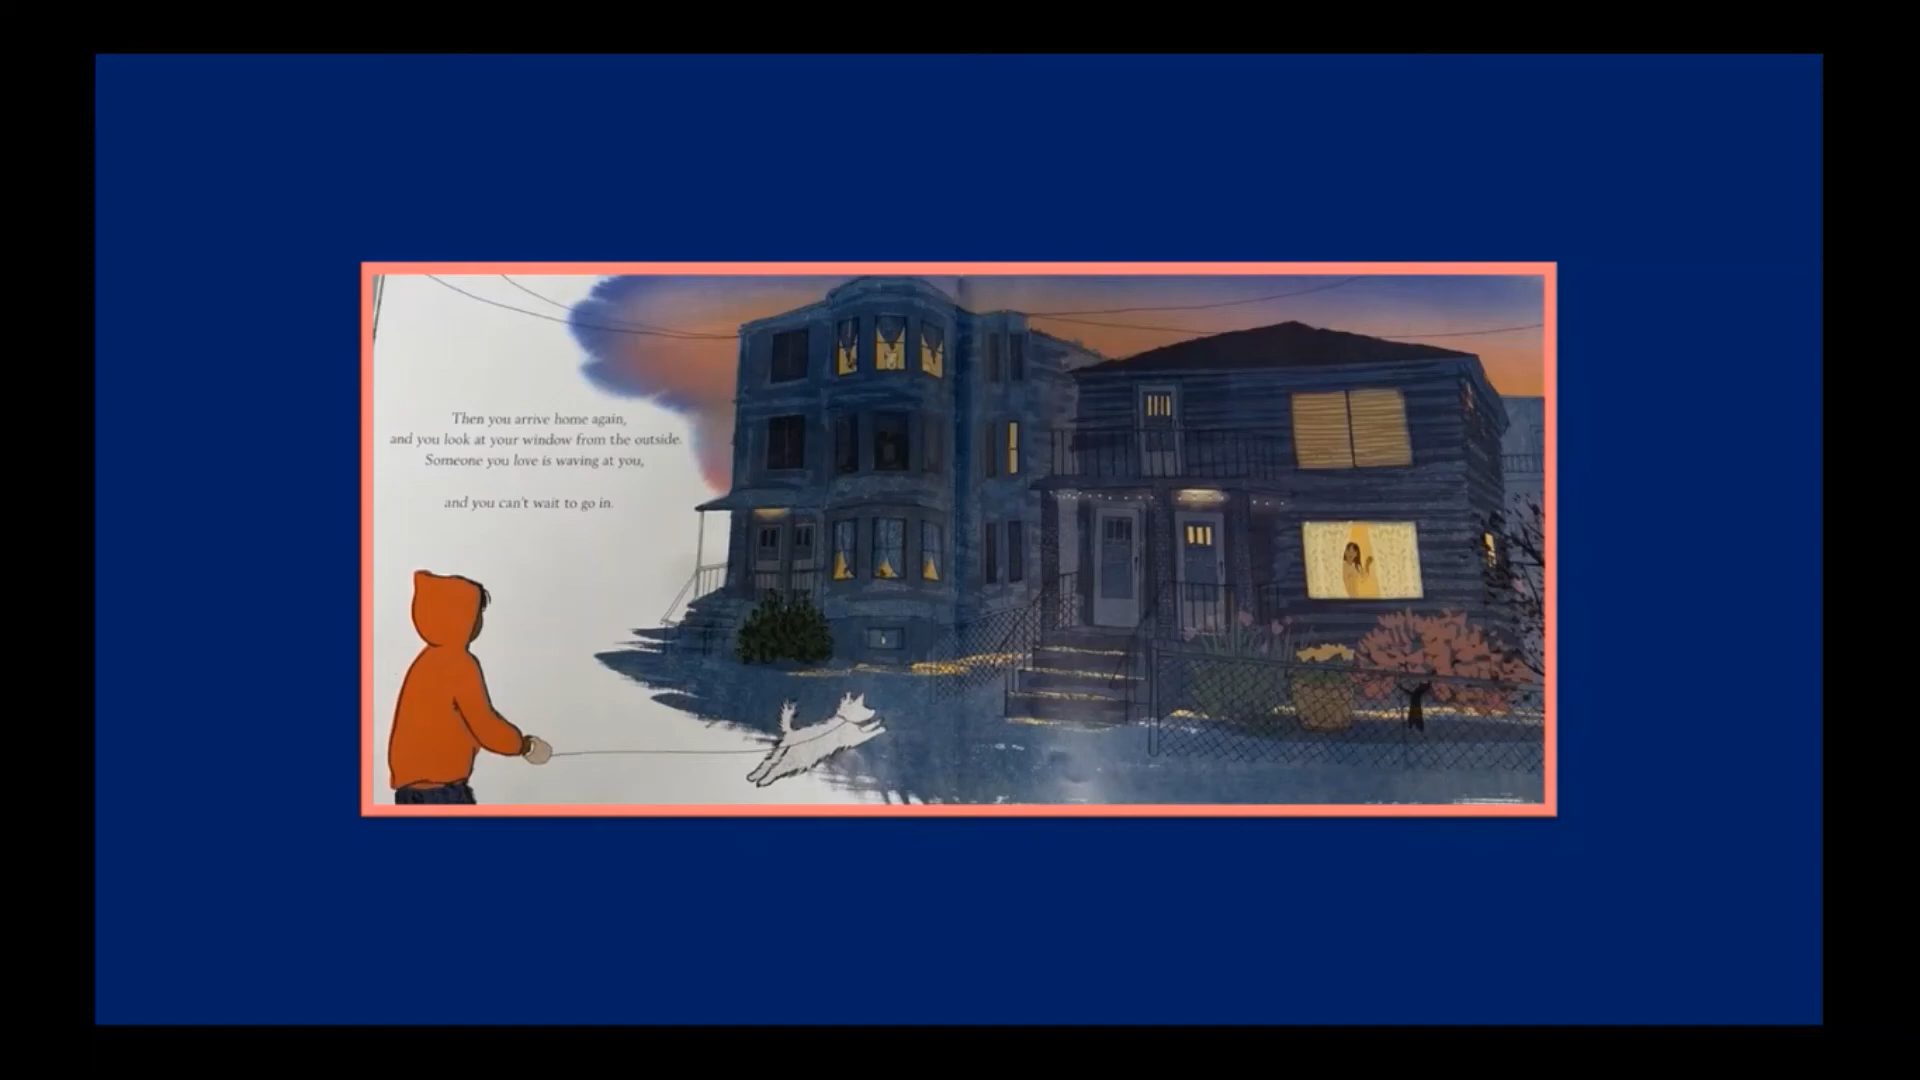 Then you arrive home again,
and you look at your window from the outside.
Someone you love is waving at you,
and you can't wait to go in.